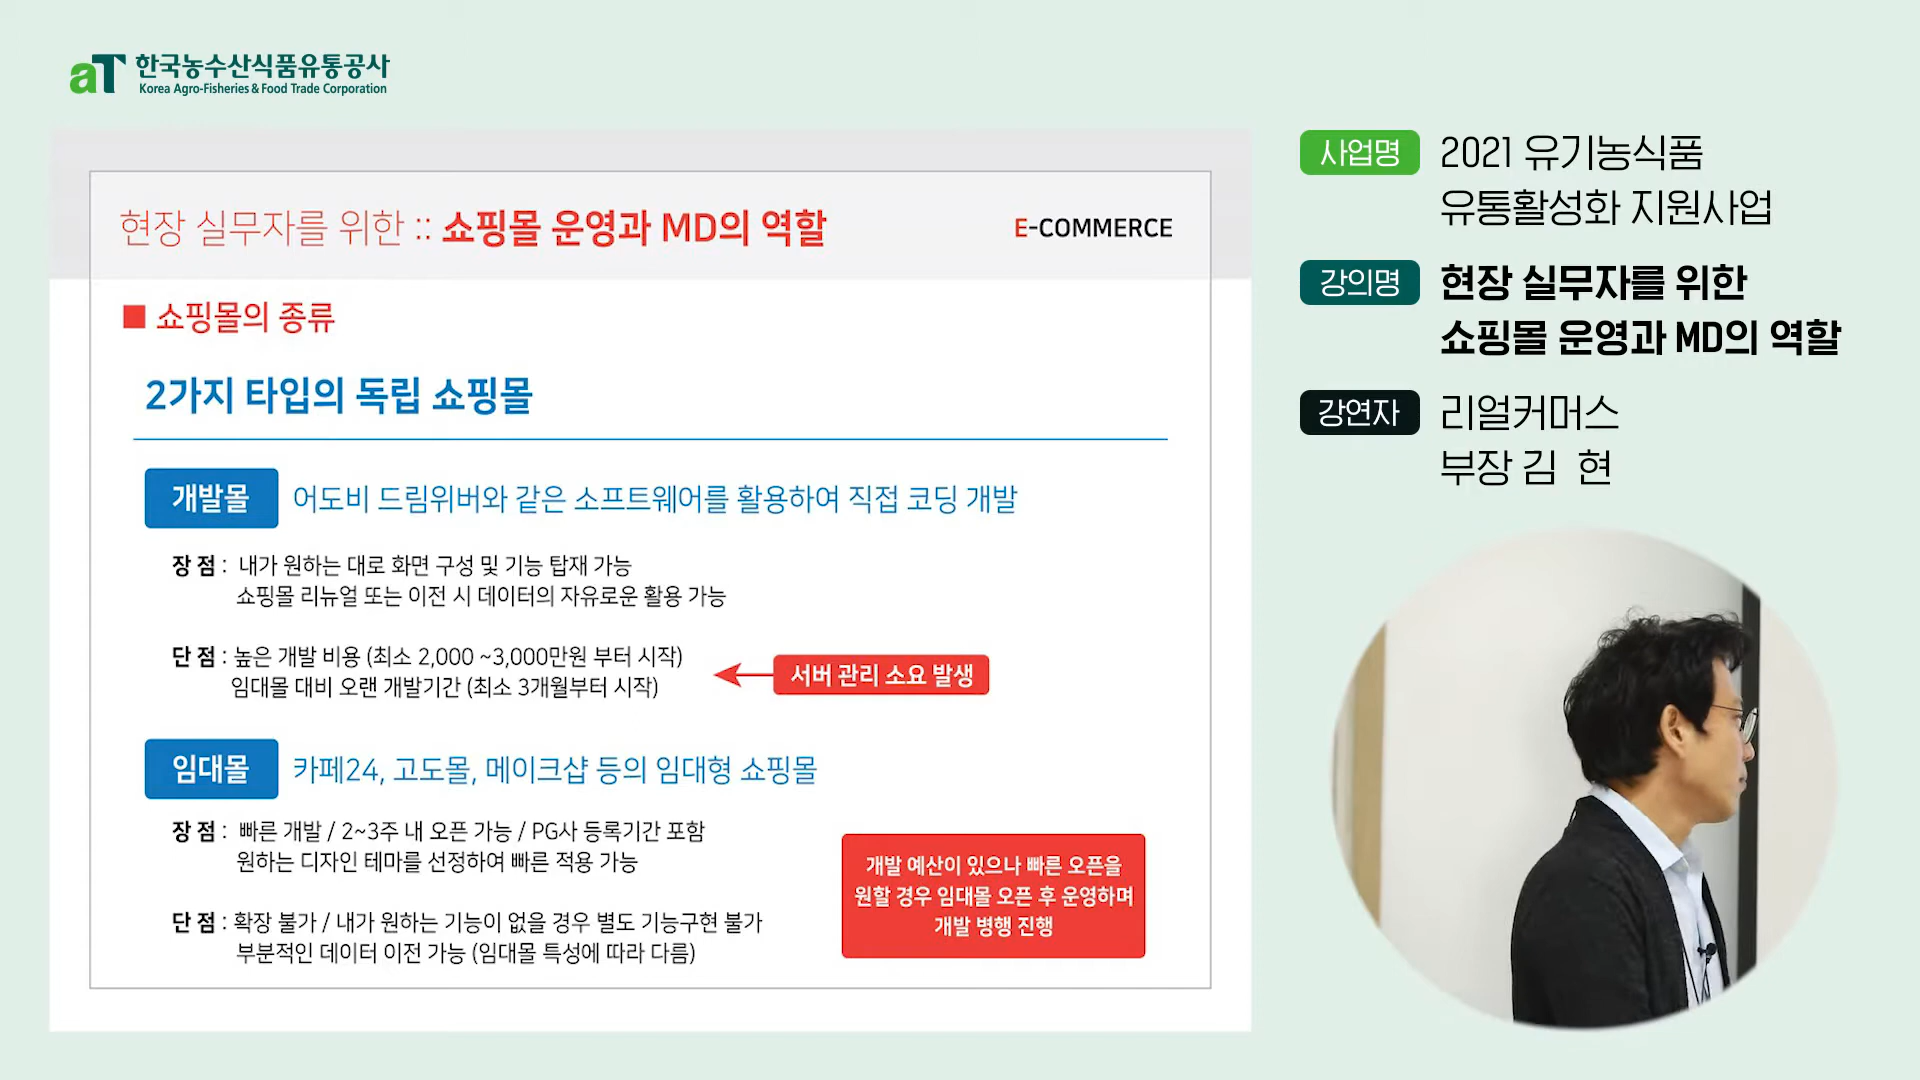 aT 한국농수산식품유통공사
Korea Agro-Fisheries & Food Trade Corporation
현장 실무자를 위한 :: 쇼핑몰 운영과 MD의 역할
E-COMMERCE
■ 쇼핑몰의 종류
2가지 타입의 독립 쇼핑몰
개발몰 어도비 드림위버와 같은 소프트웨어를 활용하여 직접 코딩 개발
장 점 : 내가 원하는 대로 화면 구성 및 기능 탑재 가능
쇼핑몰 리뉴얼 또는 이전 시 데이터의 자유로운 활용 가능
단 점 : 높은 개발 비용 (최소 2,000 ~3,000만원 부터 시작)
임대몰 대비 오랜 개발기간 (최소 3개월부터 시작)
서버 관리 소요 발생
임대몰 카페24, 고도몰, 메이크샵 등의 임대형 쇼핑몰
장 점 : 빠른 개발 / 2~3주 내 오픈 가능 / PG사 등록기간 포함
원하는 디자인 테마를 선정하여 빠른 적용 가능
단 점 : 확장 불가 / 내가 원하는 기능이 없을 경우 별도 기능구현 불가
부분적인 데이터 이전 가능 (임대몰 특성에 따라 다름)
개발 예산이 있으나 빠른 오픈을
원할 경우 임대몰 오픈 후 운영하며
개발 병행 진행
사업명 2021 유기농식품
유통활성화 지원사업
강의명 현장 실무자를 위한
쇼핑몰 운영과 MD의 역할
강연자 리얼커머스
부장 김 현